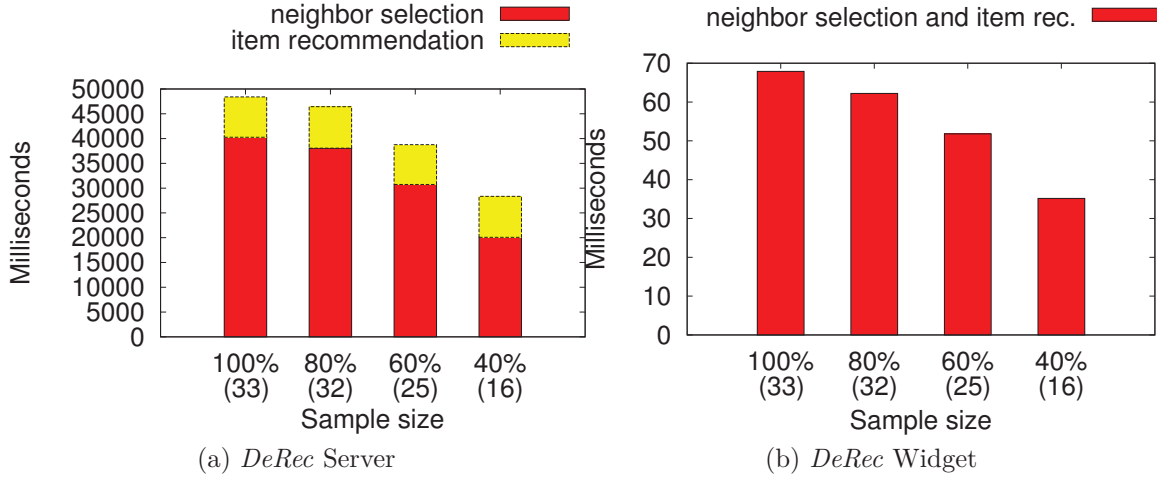 neighbor selection
item recommendation
Milliseconds
50000
45000
40000
35000
30000
25000
20000
15000
10000
5000
0
100% 80% 60% 40%
(33) (32) (25) (16)
Sample size
(a) DeRec Server
neighbor selection and item rec.
Milliseconds
70
60
50
40
30
20
10
0
100% 80% 60% 40%
(33) (32) (25) (16)
Sample size
(b) DeRec Widget